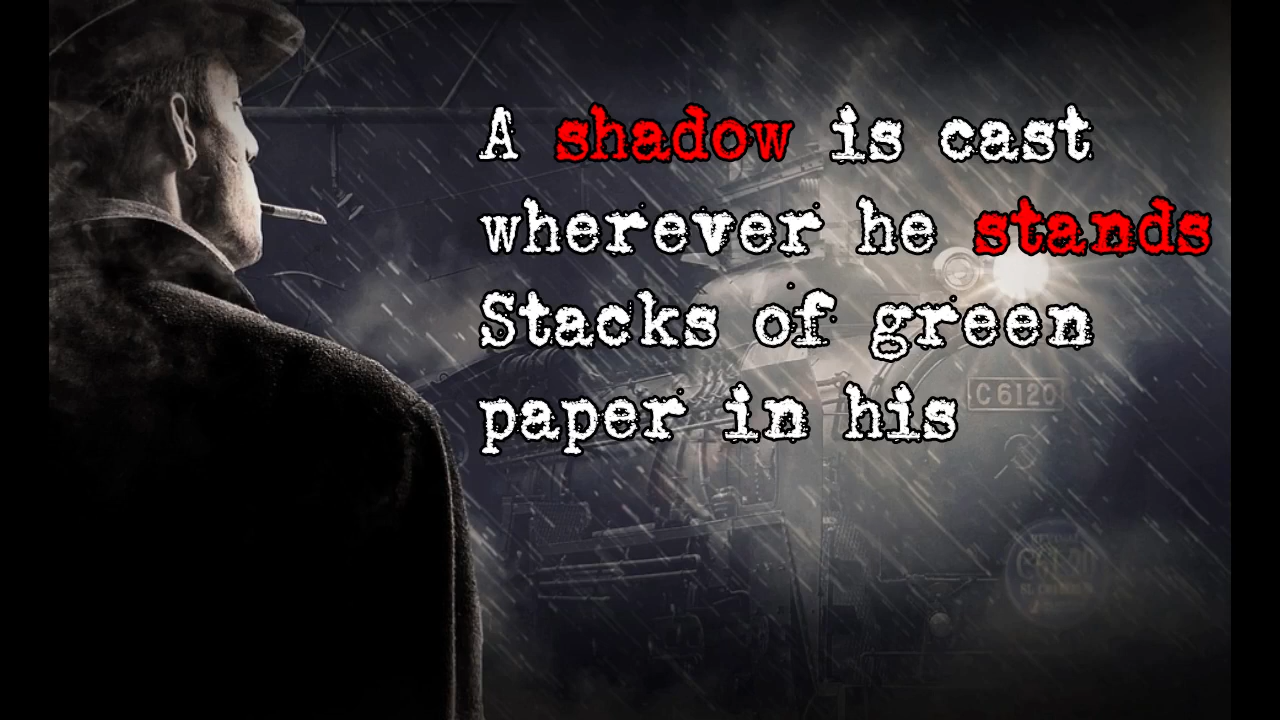 A shadow is cast
wherever he stands
Stacks of green
paper in his
C6120